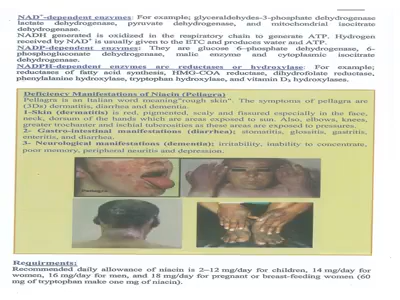 NAD⁺-dependent enzymes: For example; glyceraldehydes-3-phosphate dehydrogenase
lactate dehydrogenase, pyruvate dehydrogenase, and mitochondrial isocitrate
dehydrogenase.
NADH generated is oxidized in the respiratory chain to generate ATP. Hydrogen
received by NAD⁺ is usually given to the ETC and produces water and ATP.
NADP-dependent enzymes: They are glucose 6-phosphate dehydrogenase, 6-
phosphogluconate dehydrogenase, malic enzyme and cytoplasmic isocitrate
dehydrogenase.
NADPH-dependent enzymes are reductases or hydroxylase: For example;
reductases of fatty acid synthesis, HMG-COA reductase, dihydrofolate reductase,
phenylalanine hydroxylase, tryptophan hydroxylase, and vitamin D₃ hydroxylases.
Deficiency Manifestations of Niacin (Pellagra)
Pellagra is an Italian word meaning "rough skin". The symptoms of pellagra are
(3Ds) dermatitis, diarrhea and dementia.
1-Skin (dermatitis) is red, pigmented, scaly and fissured especially in the face,
neck, dorsum of the hands which are areas exposed to sun. Also, elbows, knees,
greater trochanter and ischial tuberosities as these areas are exposed to pressures.
2- Gastro-intestinal manifestations (diarrhea); stomatitis, glossitis, gastritis,
enteritis, and diarrhea.
3- Neurological manifestations (dementia); irritability, inability to concentrate,
poor memory, peripheral neuritis and depression.
Requirments:
Recommended daily allowance of niacin is 2–12 mg/day for children, 14 mg/day for
women, 16 mg/day for men, and 18 mg/day for pregnant or breast-feeding women (60
mg of tryptophan make one mg of niacin).